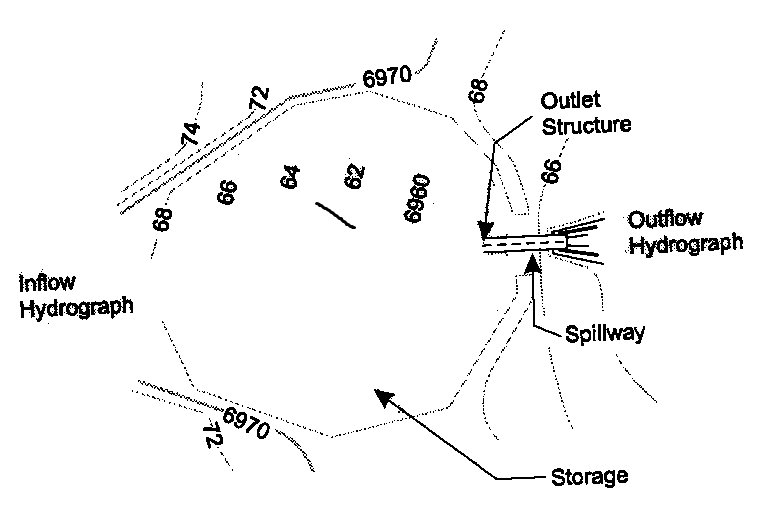 6970
68
74
72
Outlet
Structure
66
64
62
6960
66
68
Outflow
Hydrograph
Inflow
Hydrograph
Spillway
6970
72
Storage